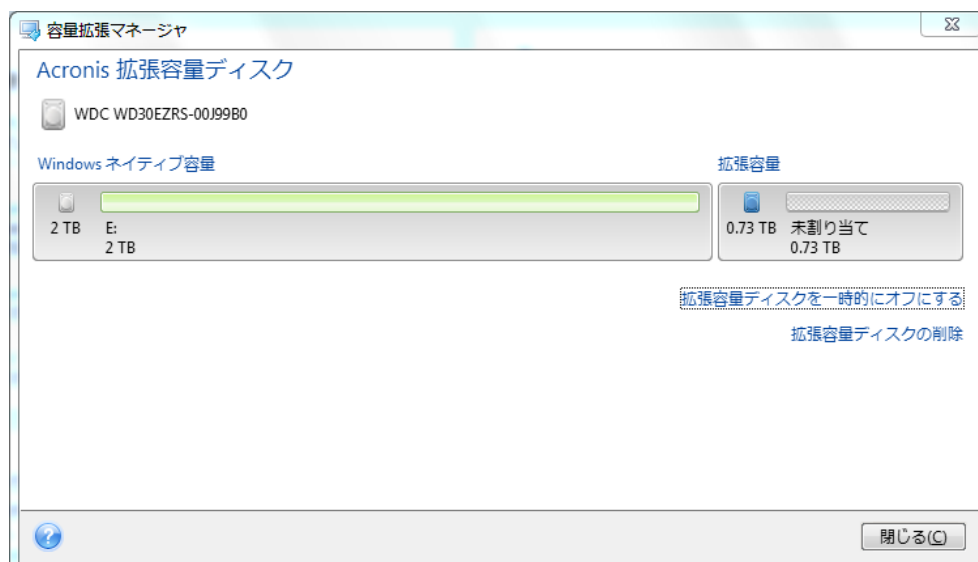 容量拡張マネージャ
Acronis 拡張容量ディスク
WDC WD30EZRS-00J99B0
Windows ネイティブ容量
拡張容量
2 TB
E:
2 TB
0.73 TB
未割り当て
0.73 TB
拡張容量ディスクを一時的にオフにする
拡張容量ディスクの削除
?
閉じる(C)